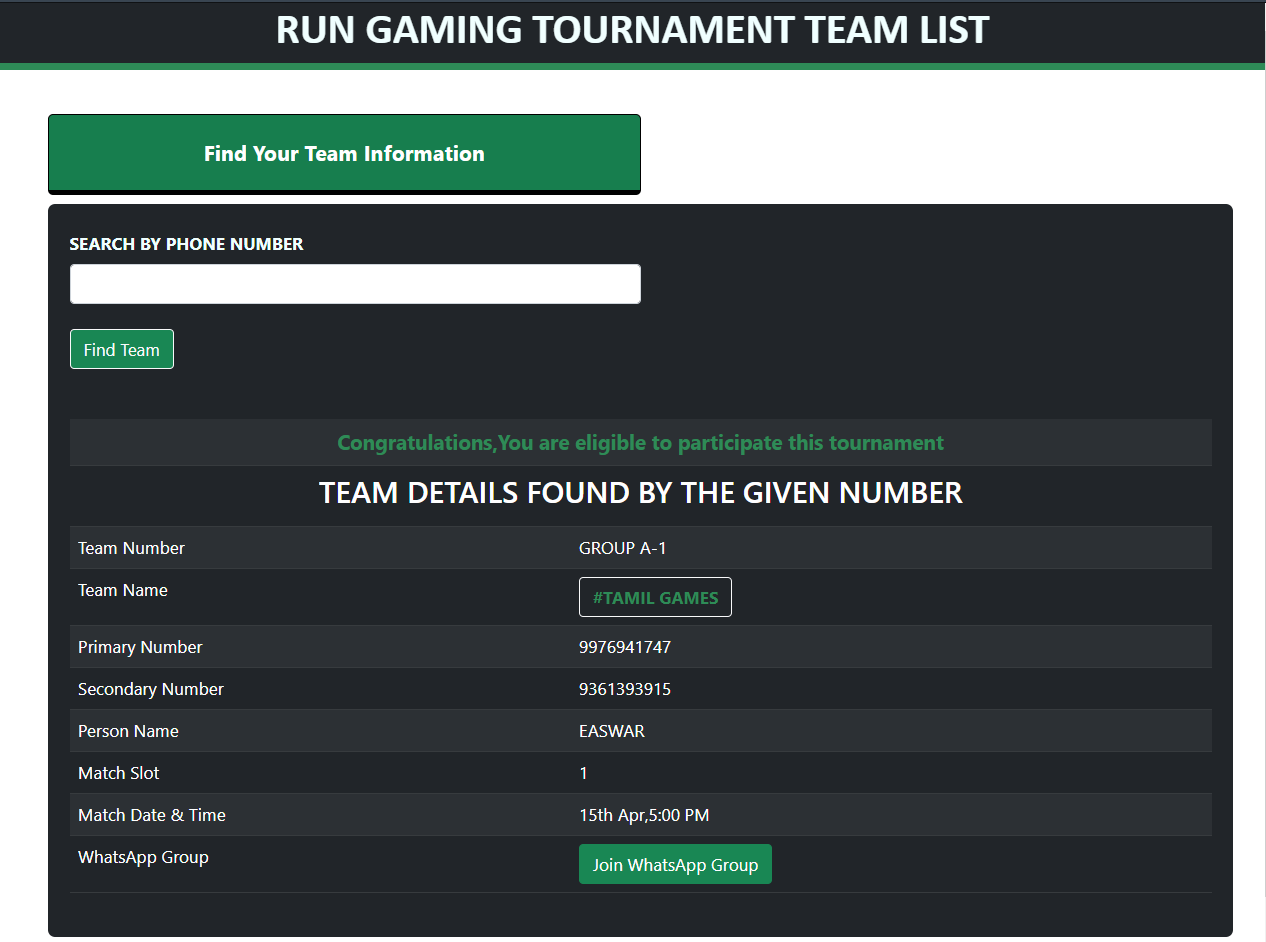 RUN GAMING TOURNAMENT TEAM LIST
Find Your Team Information
SEARCH BY PHONE NUMBER
Find Team
Congratulations,You are eligible to participate this tournament
TEAM DETAILS FOUND BY THE GIVEN NUMBER
Team Number GROUP A-1
Team Name #TAMIL GAMES
Primary Number 9976941747
Secondary Number 9361393915
Person Name EASWAR
Match Slot 1
Match Date & Time 15th Apr,5:00 PM
WhatsApp Group Join WhatsApp Group